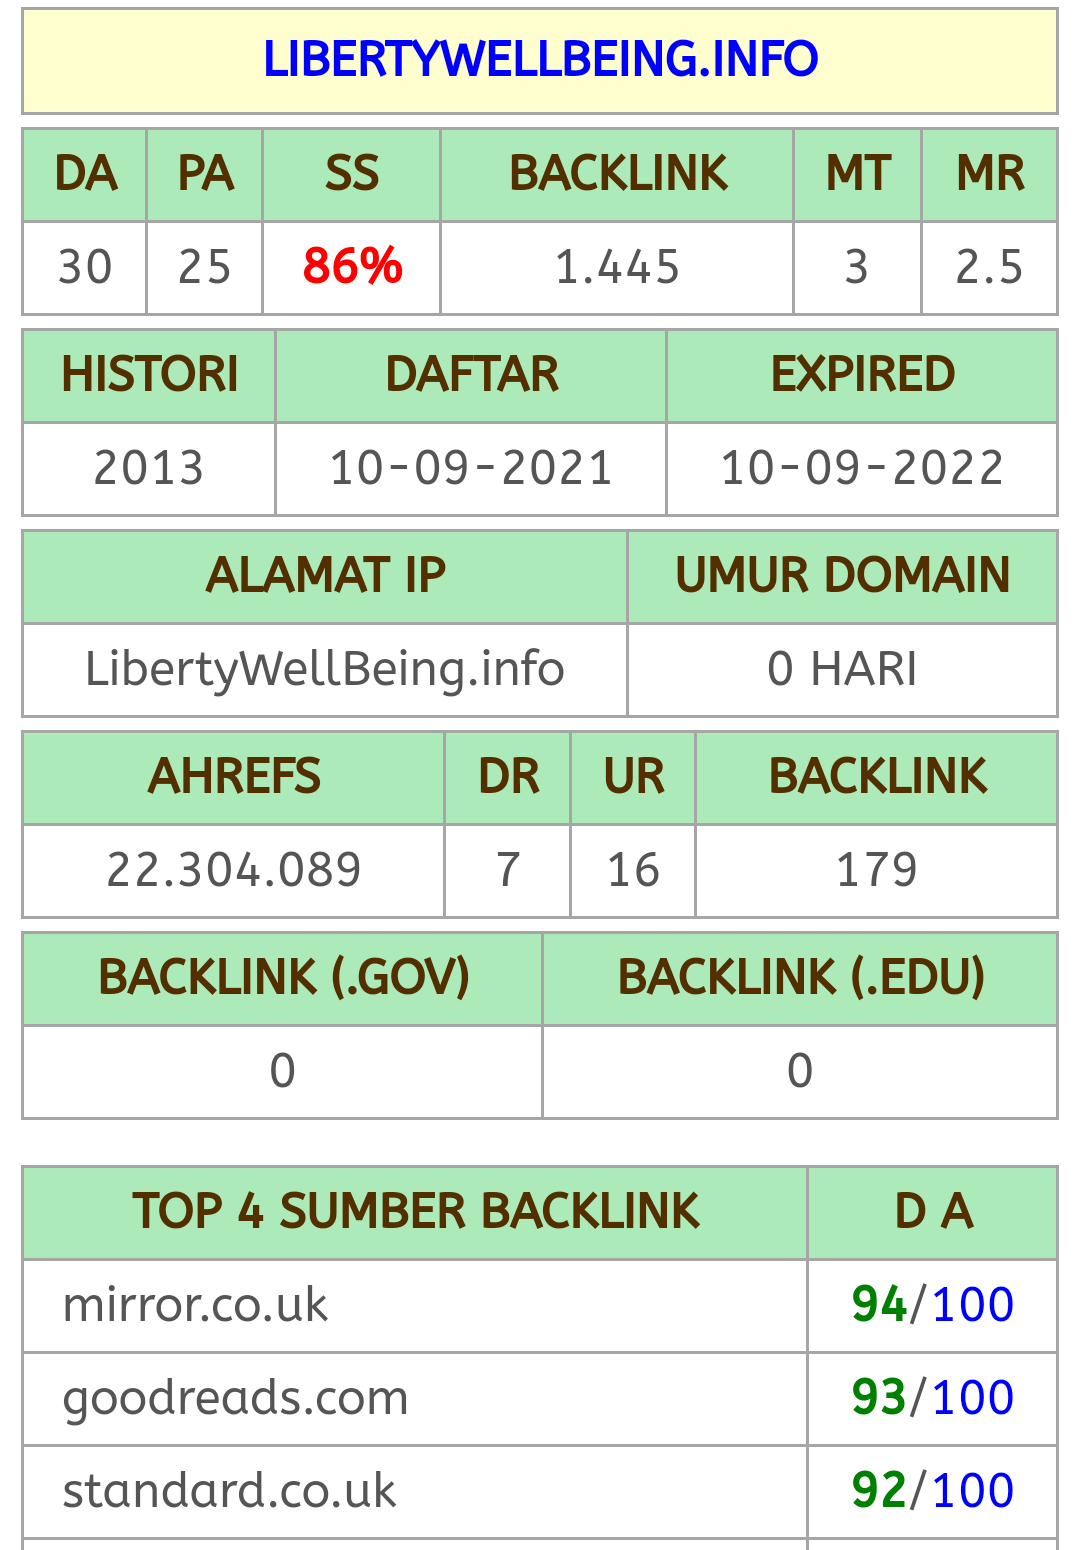 LIBERTYWELLBEING.INFO
DA PA SS BACKLINK MT MR
30 25 86% 1.445 3 2.5
HISTORI DAFTAR EXPIRED
2013 10-09-2021 10-09-2022
ALAMAT IP UMUR DOMAIN
LibertyWellBeing.info 0 HARI
AHREFS DR UR BACKLINK
22.304.089 7 16 179
BACKLINK (.GOV) BACKLINK (.EDU)
0 0
TOP 4 SUMBER BACKLINK D A
mirror.co.uk 94/100
goodreads.com 93/100
standard.co.uk 92/100